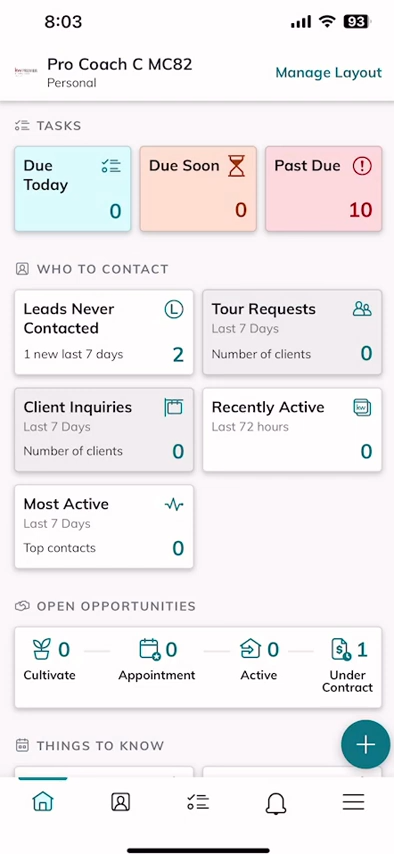 8:03
93
Pro Coach C MC82
Personal
Manage Layout
TASKS
Due
Today
0
Due Soon
0
Past Due
10
WHO TO CONTACT
Leads Never
Contacted
L
1 new last 7 days
2
Tour Requests
Last 7 Days
Number of clients
0
Client Inquiries
Last 7 Days
Number of clients
0
Recently Active
kw
Last 72 hours
0
Most Active
Last 7 Days
Top contacts
0
OPEN OPPORTUNITIES
0
Cultivate
0
Appointment
0
Active
$
1
Under
Contract
THINGS TO KNOW